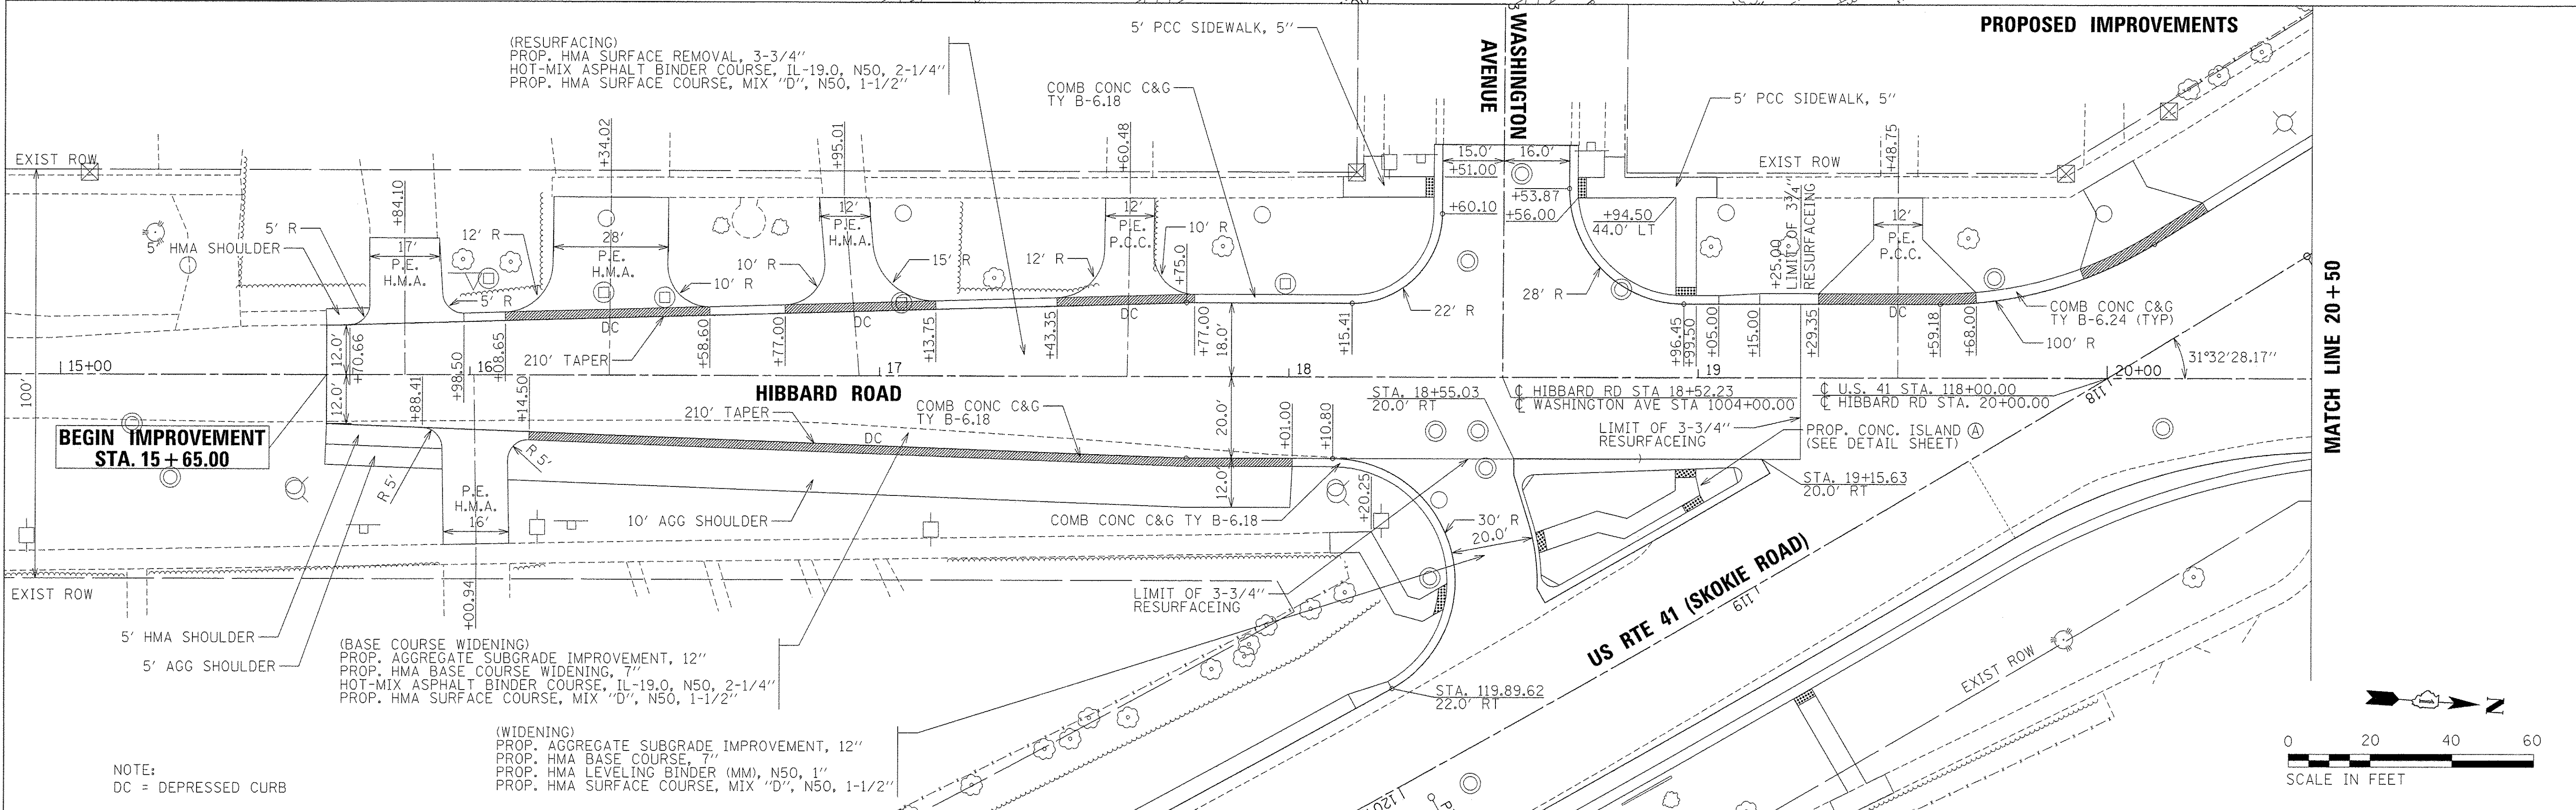 PROPOSED IMPROVEMENTS
(RESURFACING)
PROP. HMA SURFACE REMOVAL, 3-3/4"
HOT-MIX ASPHALT BINDER COURSE, IL-19.0, N50, 2-1/4"
PROP. HMA SURFACE COURSE, MIX "D", N50, 1-1/2"
5' PCC SIDEWALK, 5"
COMB CONC C&G
TY B-6.18
WASHINGTON
AVENUE
5' PCC SIDEWALK, 5"
EXIST ROW
+84.10
+34.02
+95.01
+60.48
15.0'
16.0'
+51.00
+53.87
+56.00
+60.10
EXIST ROW
+48.75
+94.50
44.0' LT
+25.00
LIMIT OF 3¾"
RESURFACEING
5' R
5' HMA SHOULDER
17'
P.E.
H.M.A.
12' R
5' R
28'
P.E.
H.M.A.
10' R
10' R
12'
P.E.
H.M.A.
15' R
12' R
12'
P.E.
P.C.C.
10' R
+75.0
22' R
28' R
12'
P.E.
P.C.C.
COMB CONC C&G
TY B-6.24 (TYP)
100' R
DC
DC
DC
DC
100'
15+00
12.0'
+70.66
+98.50
16
+08.65
210' TAPER
+58.60
+77.00
17
+13.75
+43.35
+77.00
18.0'
18
+15.41
+96.45
+99.50
+05.00
19
+15.00
+29.35
+59.18
+68.00
20+00
31°32'28.17"
118
MATCH LINE 20+50
12.0'
+88.41
+14.50
HIBBARD ROAD
210' TAPER
COMB CONC C&G
TY B-6.18
DC
20.0'
+01.00
+10.80
STA. 18+55.03
20.0' RT
℄ HIBBARD RD STA 18+52.23
℄ WASHINGTON AVE STA 1004+00.00
℄ U.S. 41 STA. 118+00.00
℄ HIBBARD RD STA. 20+00.00
LIMIT OF 3-3/4"
RESURFACEING
PROP. CONC. ISLAND Ⓐ
(SEE DETAIL SHEET)
BEGIN IMPROVEMENT
STA. 15+65.00
R 5'
R 5'
P.E.
H.M.A.
16'
10' AGG SHOULDER
12.0'
COMB CONC C&G TY B-6.18
+20.25
30' R
20.0'
STA. 19+15.63
20.0' RT
EXIST ROW
+00.94
LIMIT OF 3-3/4"
RESURFACEING
US RTE 41 (SKOKIE ROAD)
119
5' HMA SHOULDER
5' AGG SHOULDER
(BASE COURSE WIDENING)
PROP. AGGREGATE SUBGRADE IMPROVEMENT, 12"
PROP. HMA BASE COURSE WIDENING, 7"
HOT-MIX ASPHALT BINDER COURSE, IL-19.0, N50, 2-1/4"
PROP. HMA SURFACE COURSE, MIX "D", N50, 1-1/2"
EXIST ROW
STA. 119.89.62
22.0' RT
(WIDENING)
PROP. AGGREGATE SUBGRADE IMPROVEMENT, 12"
PROP. HMA BASE COURSE, 7"
PROP. HMA LEVELING BINDER (MM), N50, 1"
PROP. HMA SURFACE COURSE, MIX "D", N50, 1-1/2"
NOTE:
DC = DEPRESSED CURB
N
0 20 40 60
SCALE IN FEET